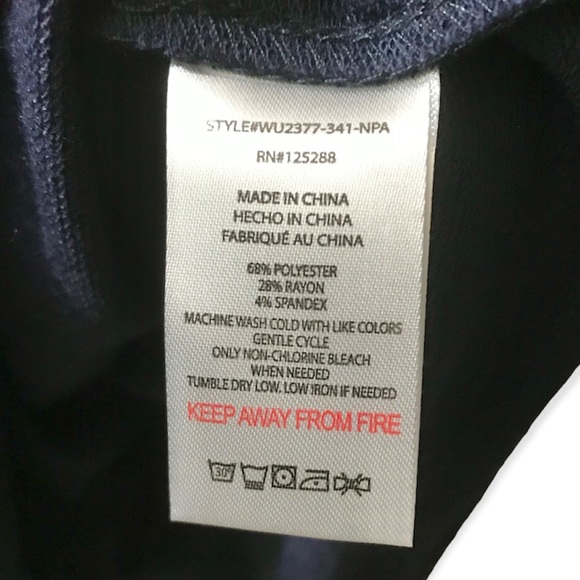 STYLE#WU2377-341-NPA
RN#125288
MADE IN CHINA
HECHO IN CHINA
FABRIQUÉ AU CHINA
68% POLYESTER
28% RAYON
4% SPANDEX
MACHINE WASH COLD WITH LIKE COLORS
GENTLE CYCLE
ONLY NON-CHLORINE BLEACH
WHEN NEEDED
TUMBLE DRY LOW. LOW IRON IF NEEDED
KEEP AWAY FROM FIRE
30°